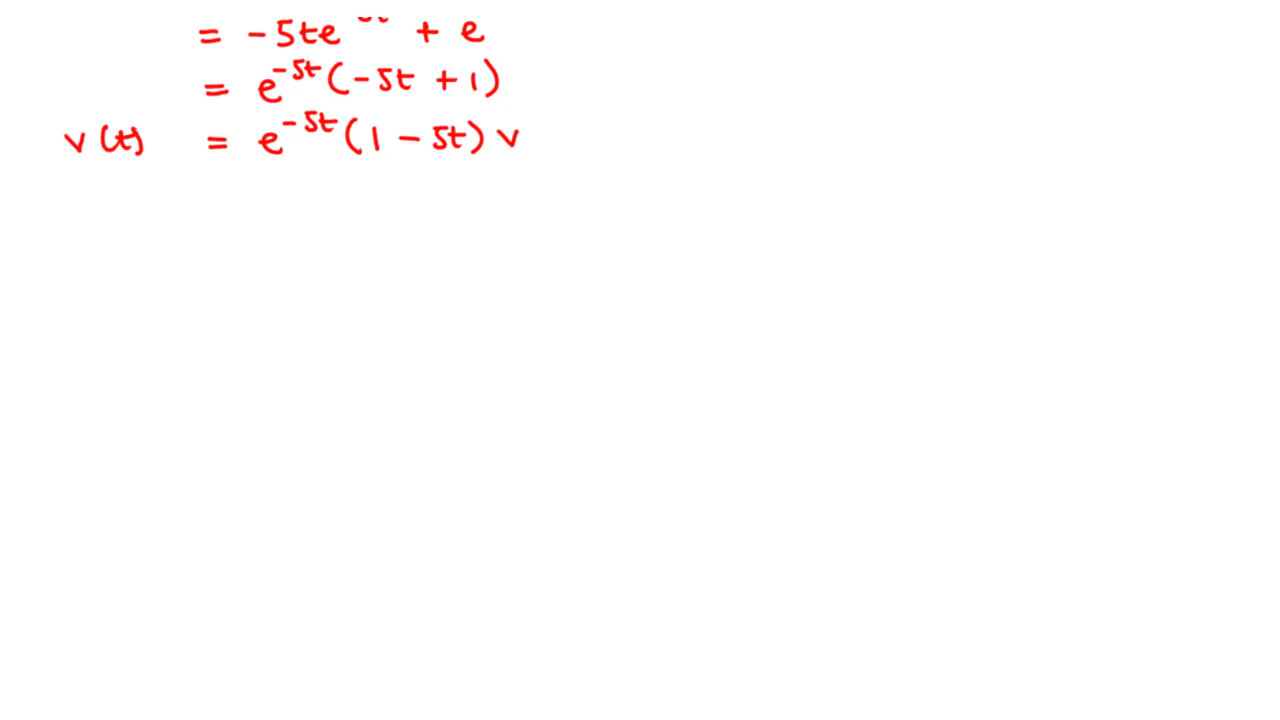 = -5te + e
= e^{-5t}(-5t + 1)
v(t) = e^{-5t}(1 - 5t) v